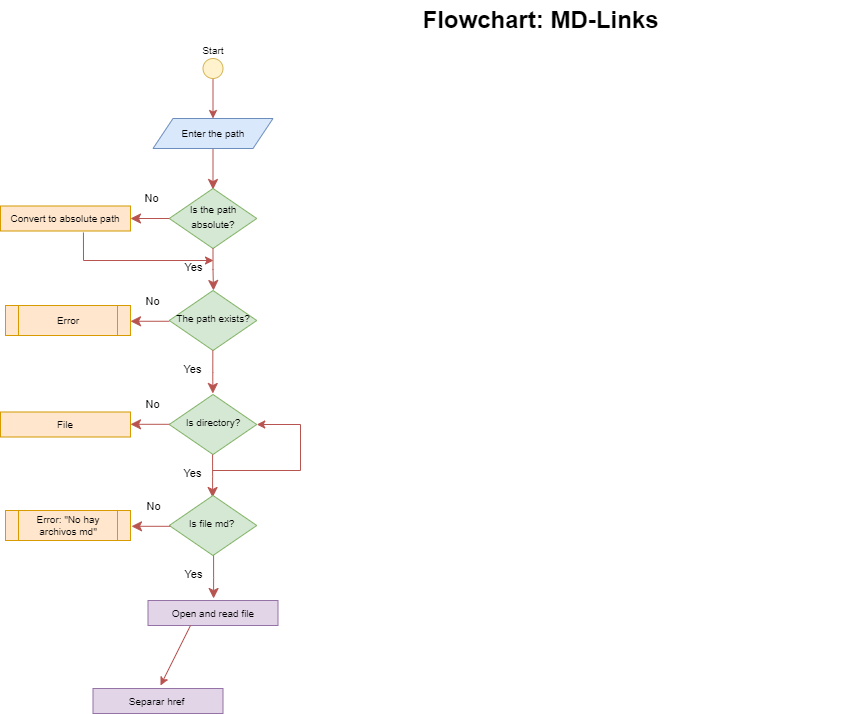 Flowchart: MD-Links
Start
Enter the path
No
Is the path
absolute?
Convert to absolute path
Yes
No
The path exists?
Error
Yes
No
Is directory?
File
Yes
No
Is file md?
Error: "No hay
archivos md"
Yes
Open and read file
Separar href